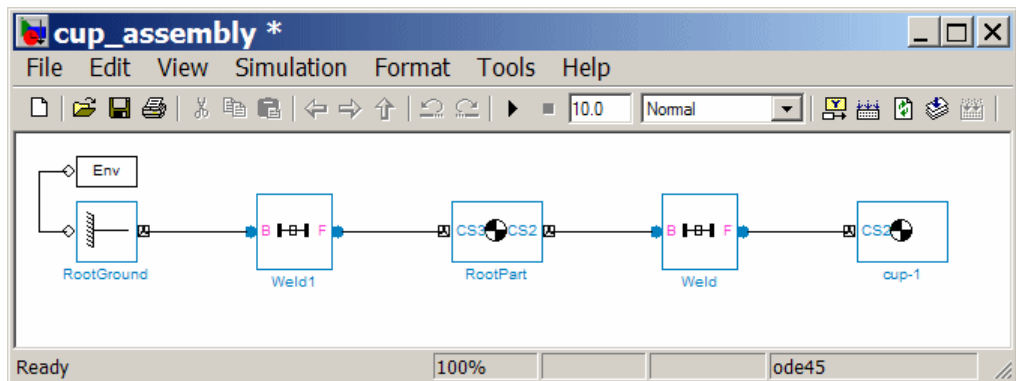 cup_assembly *
File Edit View Simulation Format Tools Help
10.0 Normal
Env
B F CS3 CS2 B F CS2
RootGround Weld1 RootPart Weld cup-1
Ready 100% ode45